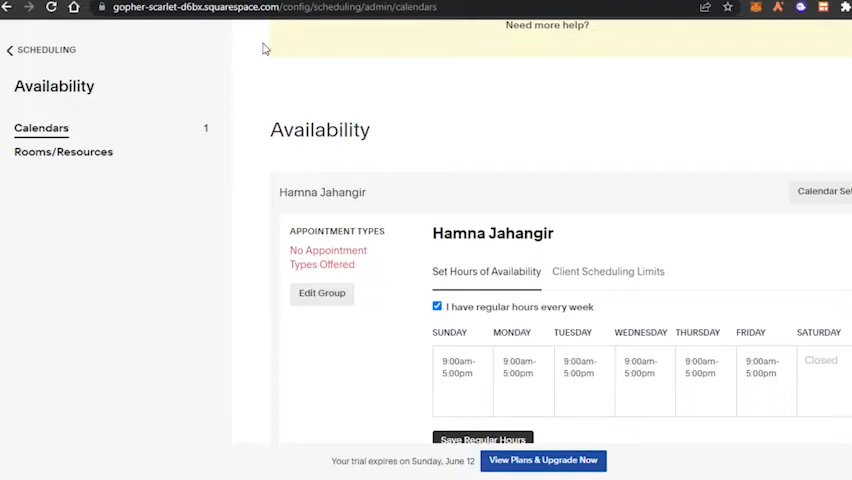 gopher-scarlet-d6bx.squarespace.com/config/scheduling/admin/calendars
Need more help?
SCHEDULING
Availability
Calendars 1
Rooms/Resources
Availability
Hamna Jahangir
Calendar Set
APPOINTMENT TYPES
No Appointment
Types Offered
Edit Group
Hamna Jahangir
Set Hours of Availability Client Scheduling Limits
I have regular hours every week
SUNDAY MONDAY TUESDAY WEDNESDAY THURSDAY FRIDAY SATURDAY
9:00am- 9:00am- 9:00am- 9:00am- 9:00am- 9:00am- Closed
5:00pm 5:00pm 5:00pm 5:00pm 5:00pm 5:00pm
Save Regular Hours
Your trial expires on Sunday, June 12 View Plans & Upgrade Now